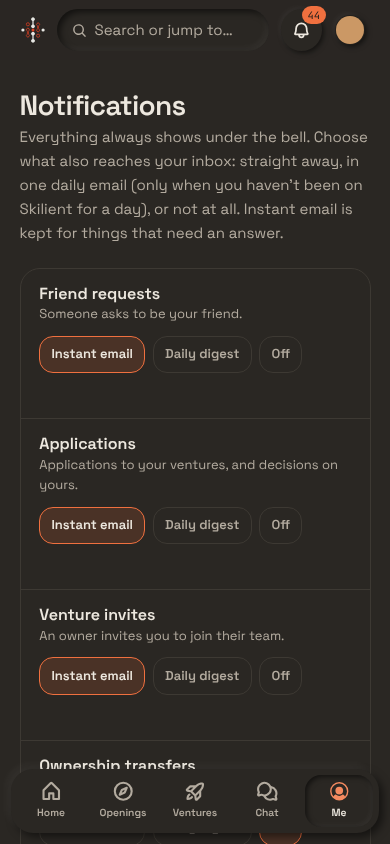 Search or jump to...
44
Notifications
Everything always shows under the bell. Choose
what also reaches your inbox: straight away, in
one daily email (only when you haven't been on
Skilient for a day), or not at all. Instant email is
kept for things that need an answer.
Friend requests
Someone asks to be your friend.
Instant email Daily digest Off
Applications
Applications to your ventures, and decisions on
yours.
Instant email Daily digest Off
Venture invites
An owner invites you to join their team.
Instant email Daily digest Off
Ownership transfers
Home Openings Ventures Chat Me